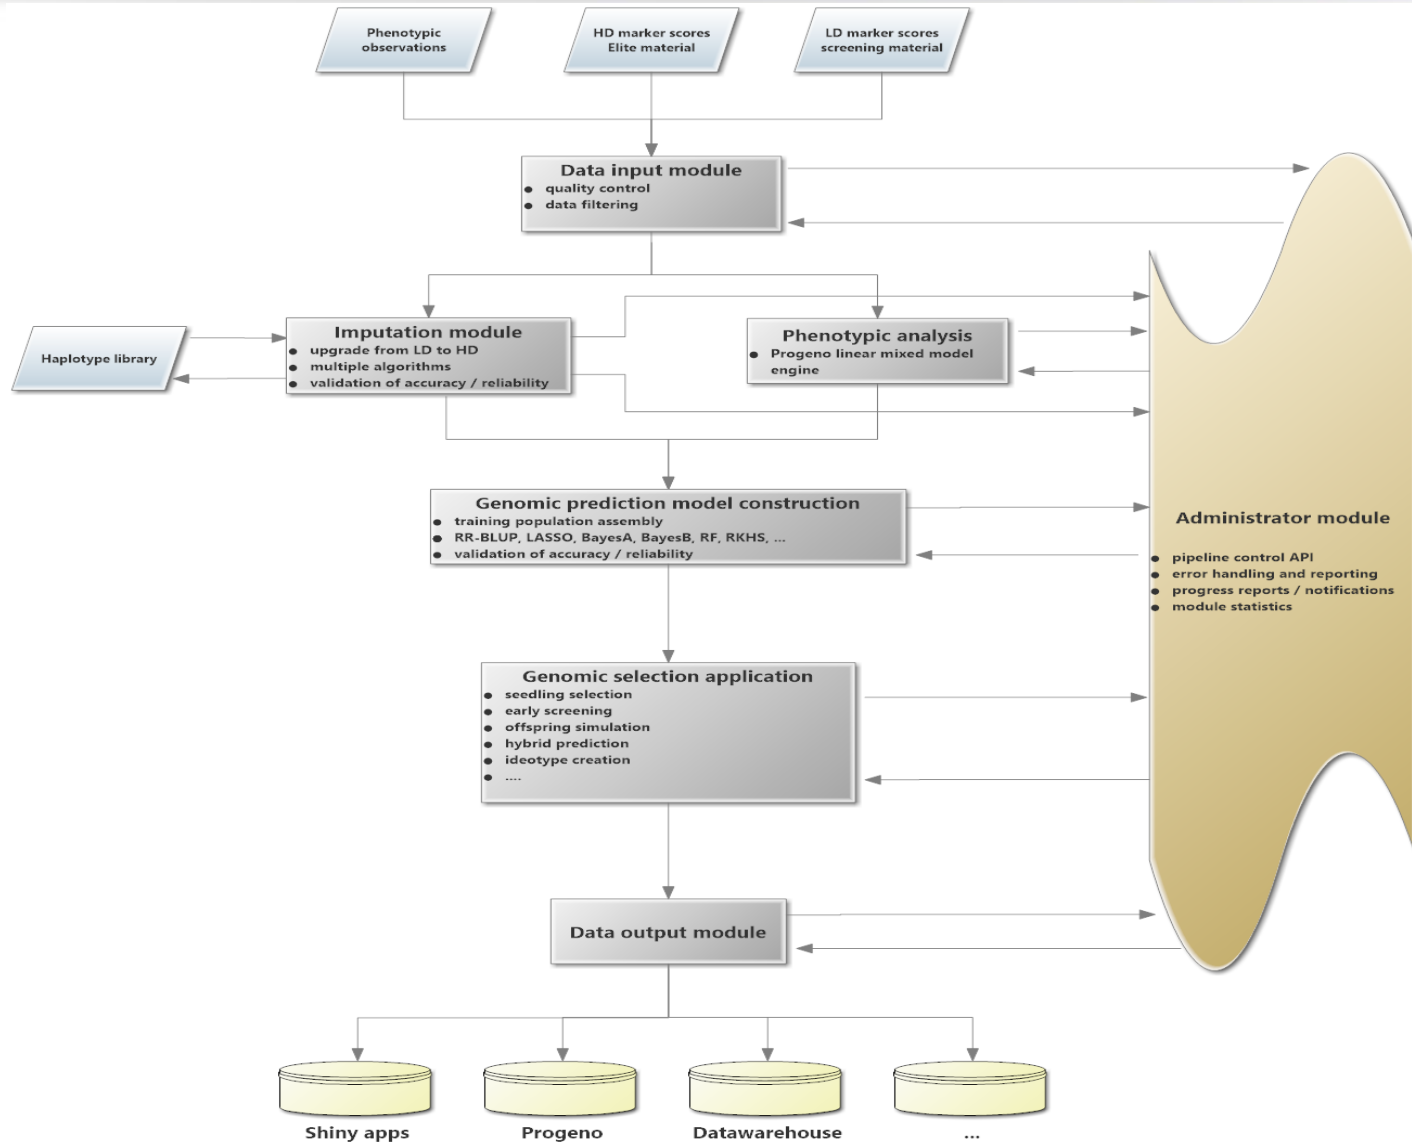 Phenotypic
observations
HD marker scores
Elite material
LD marker scores
screening material
Data input module
● quality control
● data filtering
Haplotype library
Imputation module
● upgrade from LD to HD
● multiple algorithms
● validation of accuracy / reliability
Phenotypic analysis
● Progeno linear mixed model
engine
Genomic prediction model construction
● training population assembly
● RR-BLUP, LASSO, BayesA, BayesB, RF, RKHS, ...
● validation of accuracy / reliability
Administrator module
● pipeline control API
● error handling and reporting
● progress reports / notifications
● module statistics
Genomic selection application
● seedling selection
● early screening
● offspring simulation
● hybrid prediction
● ideotype creation
● ....
Data output module
Shiny apps
Progeno
Datawarehouse
...